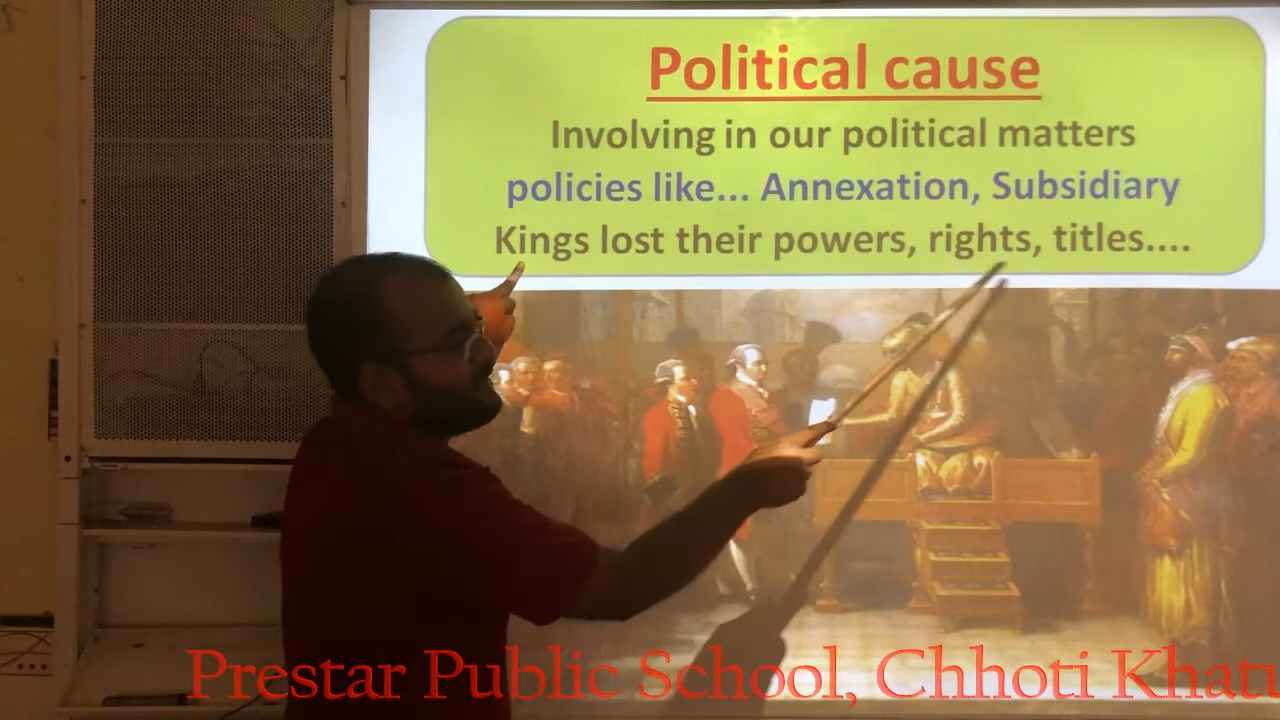 Political cause
Involving in our political matters
policies like... Annexation, Subsidiary
Kings lost their powers, rights, titles....
Prestar Public School, Chhoti Khatu